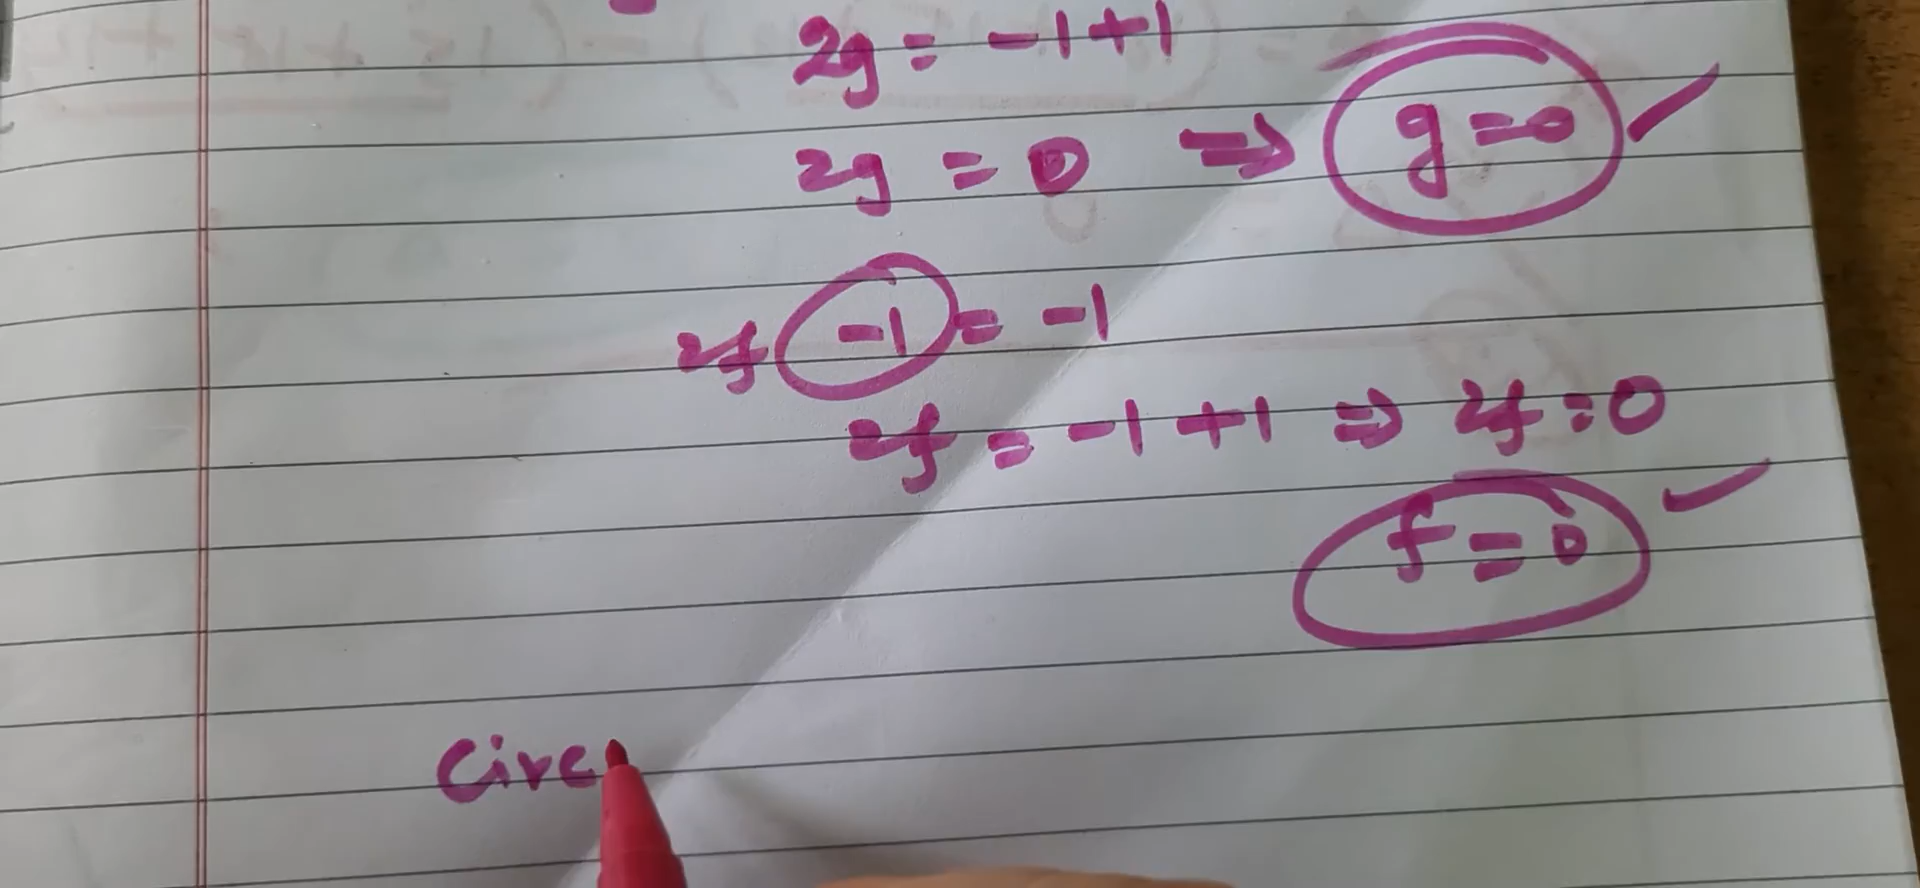 2g = -1+1
2g = 0 ⇒ g=0 ✓
2f -1 = -1
2f = -1+1 ⇒ 2f=0
f=0 ✓
Circ